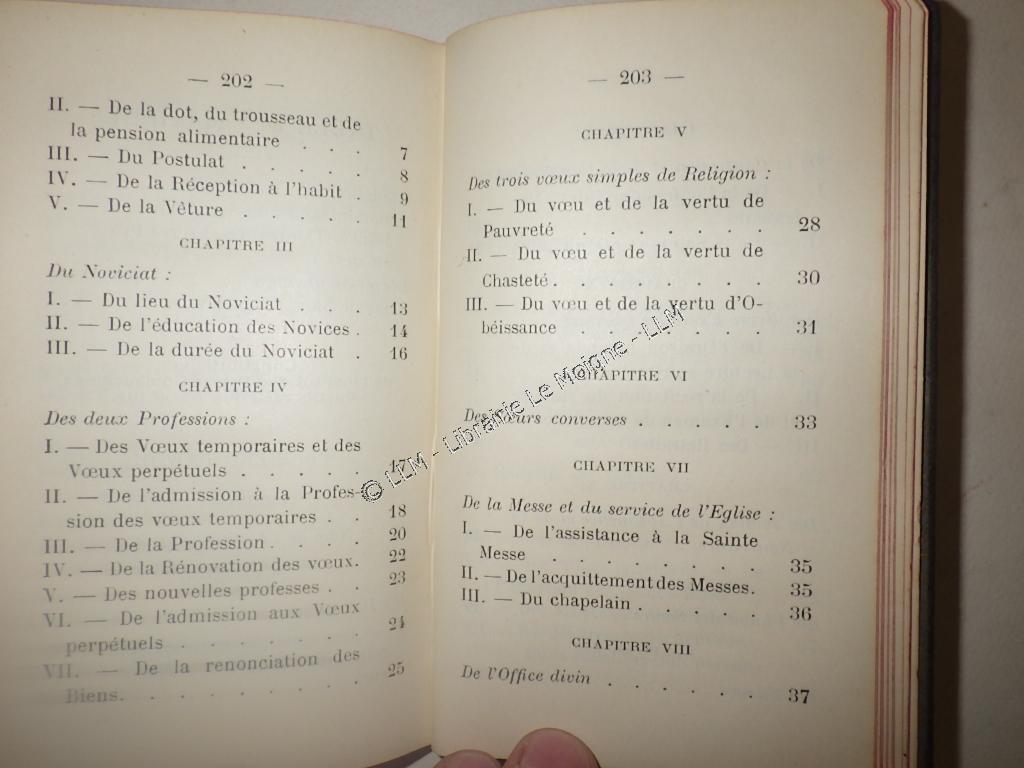 — 202 —
II. — De la dot, du trousseau et de
la pension alimentaire . . . 7
III. — Du Postulat . . . . . 8
IV. — De la Réception à l'habit . 9
V. — De la Vêture . . . . . 11
CHAPITRE III
Du Noviciat :
I. — Du lieu du Noviciat . . . 13
II. — De l'éducation des Novices . 14
III. — De la durée du Noviciat . 16
CHAPITRE IV
Des deux Professions :
I. — Des Vœux temporaires et des
Vœux perpétuels . . . . . 17
II. — De l'admission à la Profes-
sion des vœux temporaires . . 18
III. — De la Profession . . . . 20
IV. — De la Rénovation des vœux. 22
V. — Des nouvelles professes . . 23
VI. — De l'admission aux Vœux
perpétuels . . . . . . 24
VII. — De la renonciation des
Biens. . . . . . . . 25
— 203 —
CHAPITRE V
Des trois vœux simples de Religion :
I. — Du vœu et de la vertu de
Pauvreté . . . . . . . 28
II. — Du vœu et de la vertu de
Chasteté . . . . . . . 30
III. — Du vœu et de la vertu d'O-
béissance . . . . . . . 31
CHAPITRE VI
Des Sœurs converses . . . . . 33
CHAPITRE VII
De la Messe et du service de l'Eglise :
I. — De l'assistance à la Sainte
Messe . . . . . . . . 35
II. — De l'acquittement des Messes. 35
III. — Du chapelain . . . . . 36
CHAPITRE VIII
De l'Office divin . . . . . . 37
© LLM - Librairie Le Moigne - LLM